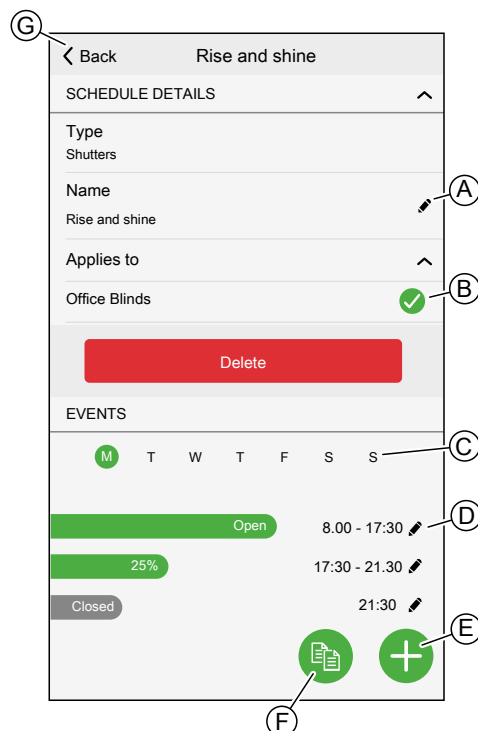 G
Back Rise and shine
SCHEDULE DETAILS
Type
Shutters
Name
A
Rise and shine
Applies to
Office Blinds
B
Delete
EVENTS
M T W T F S S
C
Open 8.00 - 17:30
D
25% 17:30 - 21.30
Closed 21:30
E
F